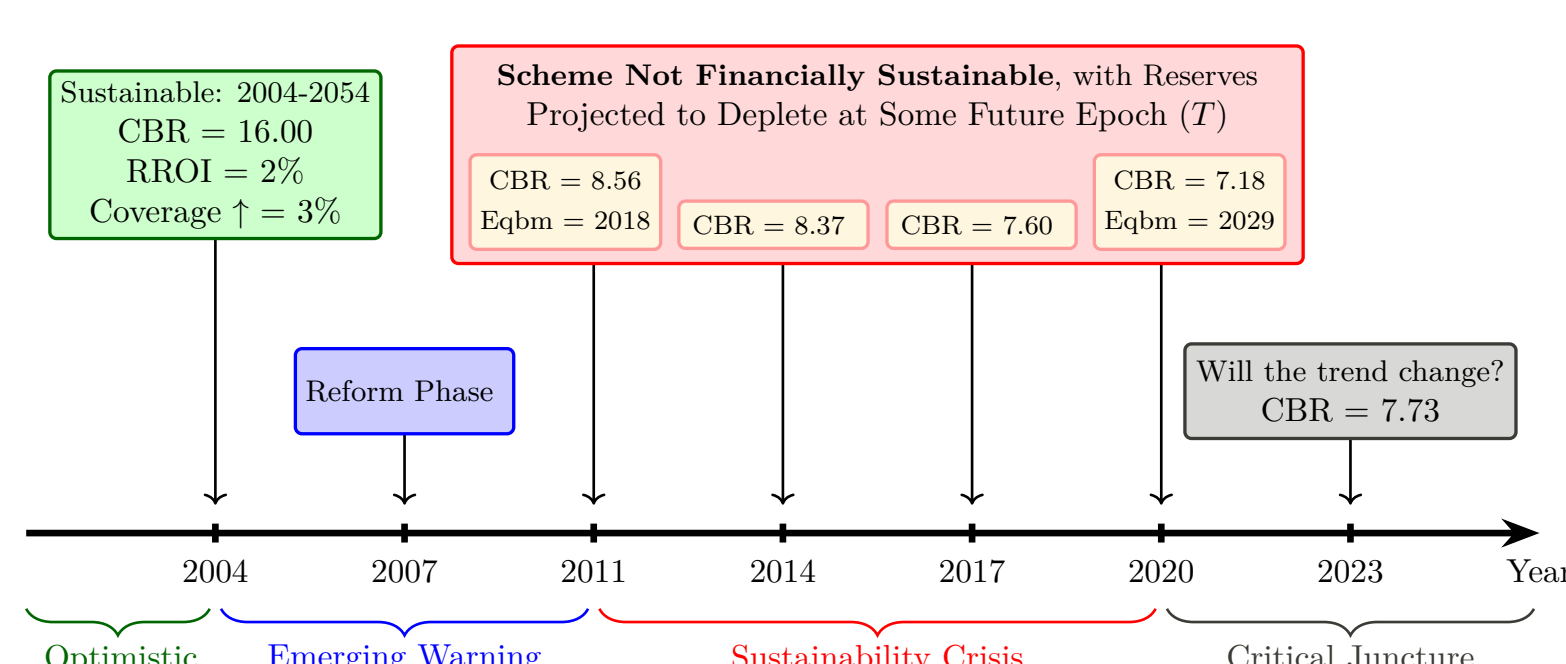 Sustainable: 2004-2054
CBR = 16.00
RROI = 2%
Coverage ↑ = 3%
Scheme Not Financially Sustainable, with Reserves
Projected to Deplete at Some Future Epoch (T)
CBR = 8.56
Eqbm = 2018
CBR = 8.37
CBR = 7.60
CBR = 7.18
Eqbm = 2029
Reform Phase
Will the trend change?
CBR = 7.73
2004 2007 2011 2014 2017 2020 2023 Year
Optimistic Emerging Warning Sustainability Crisis Critical Juncture